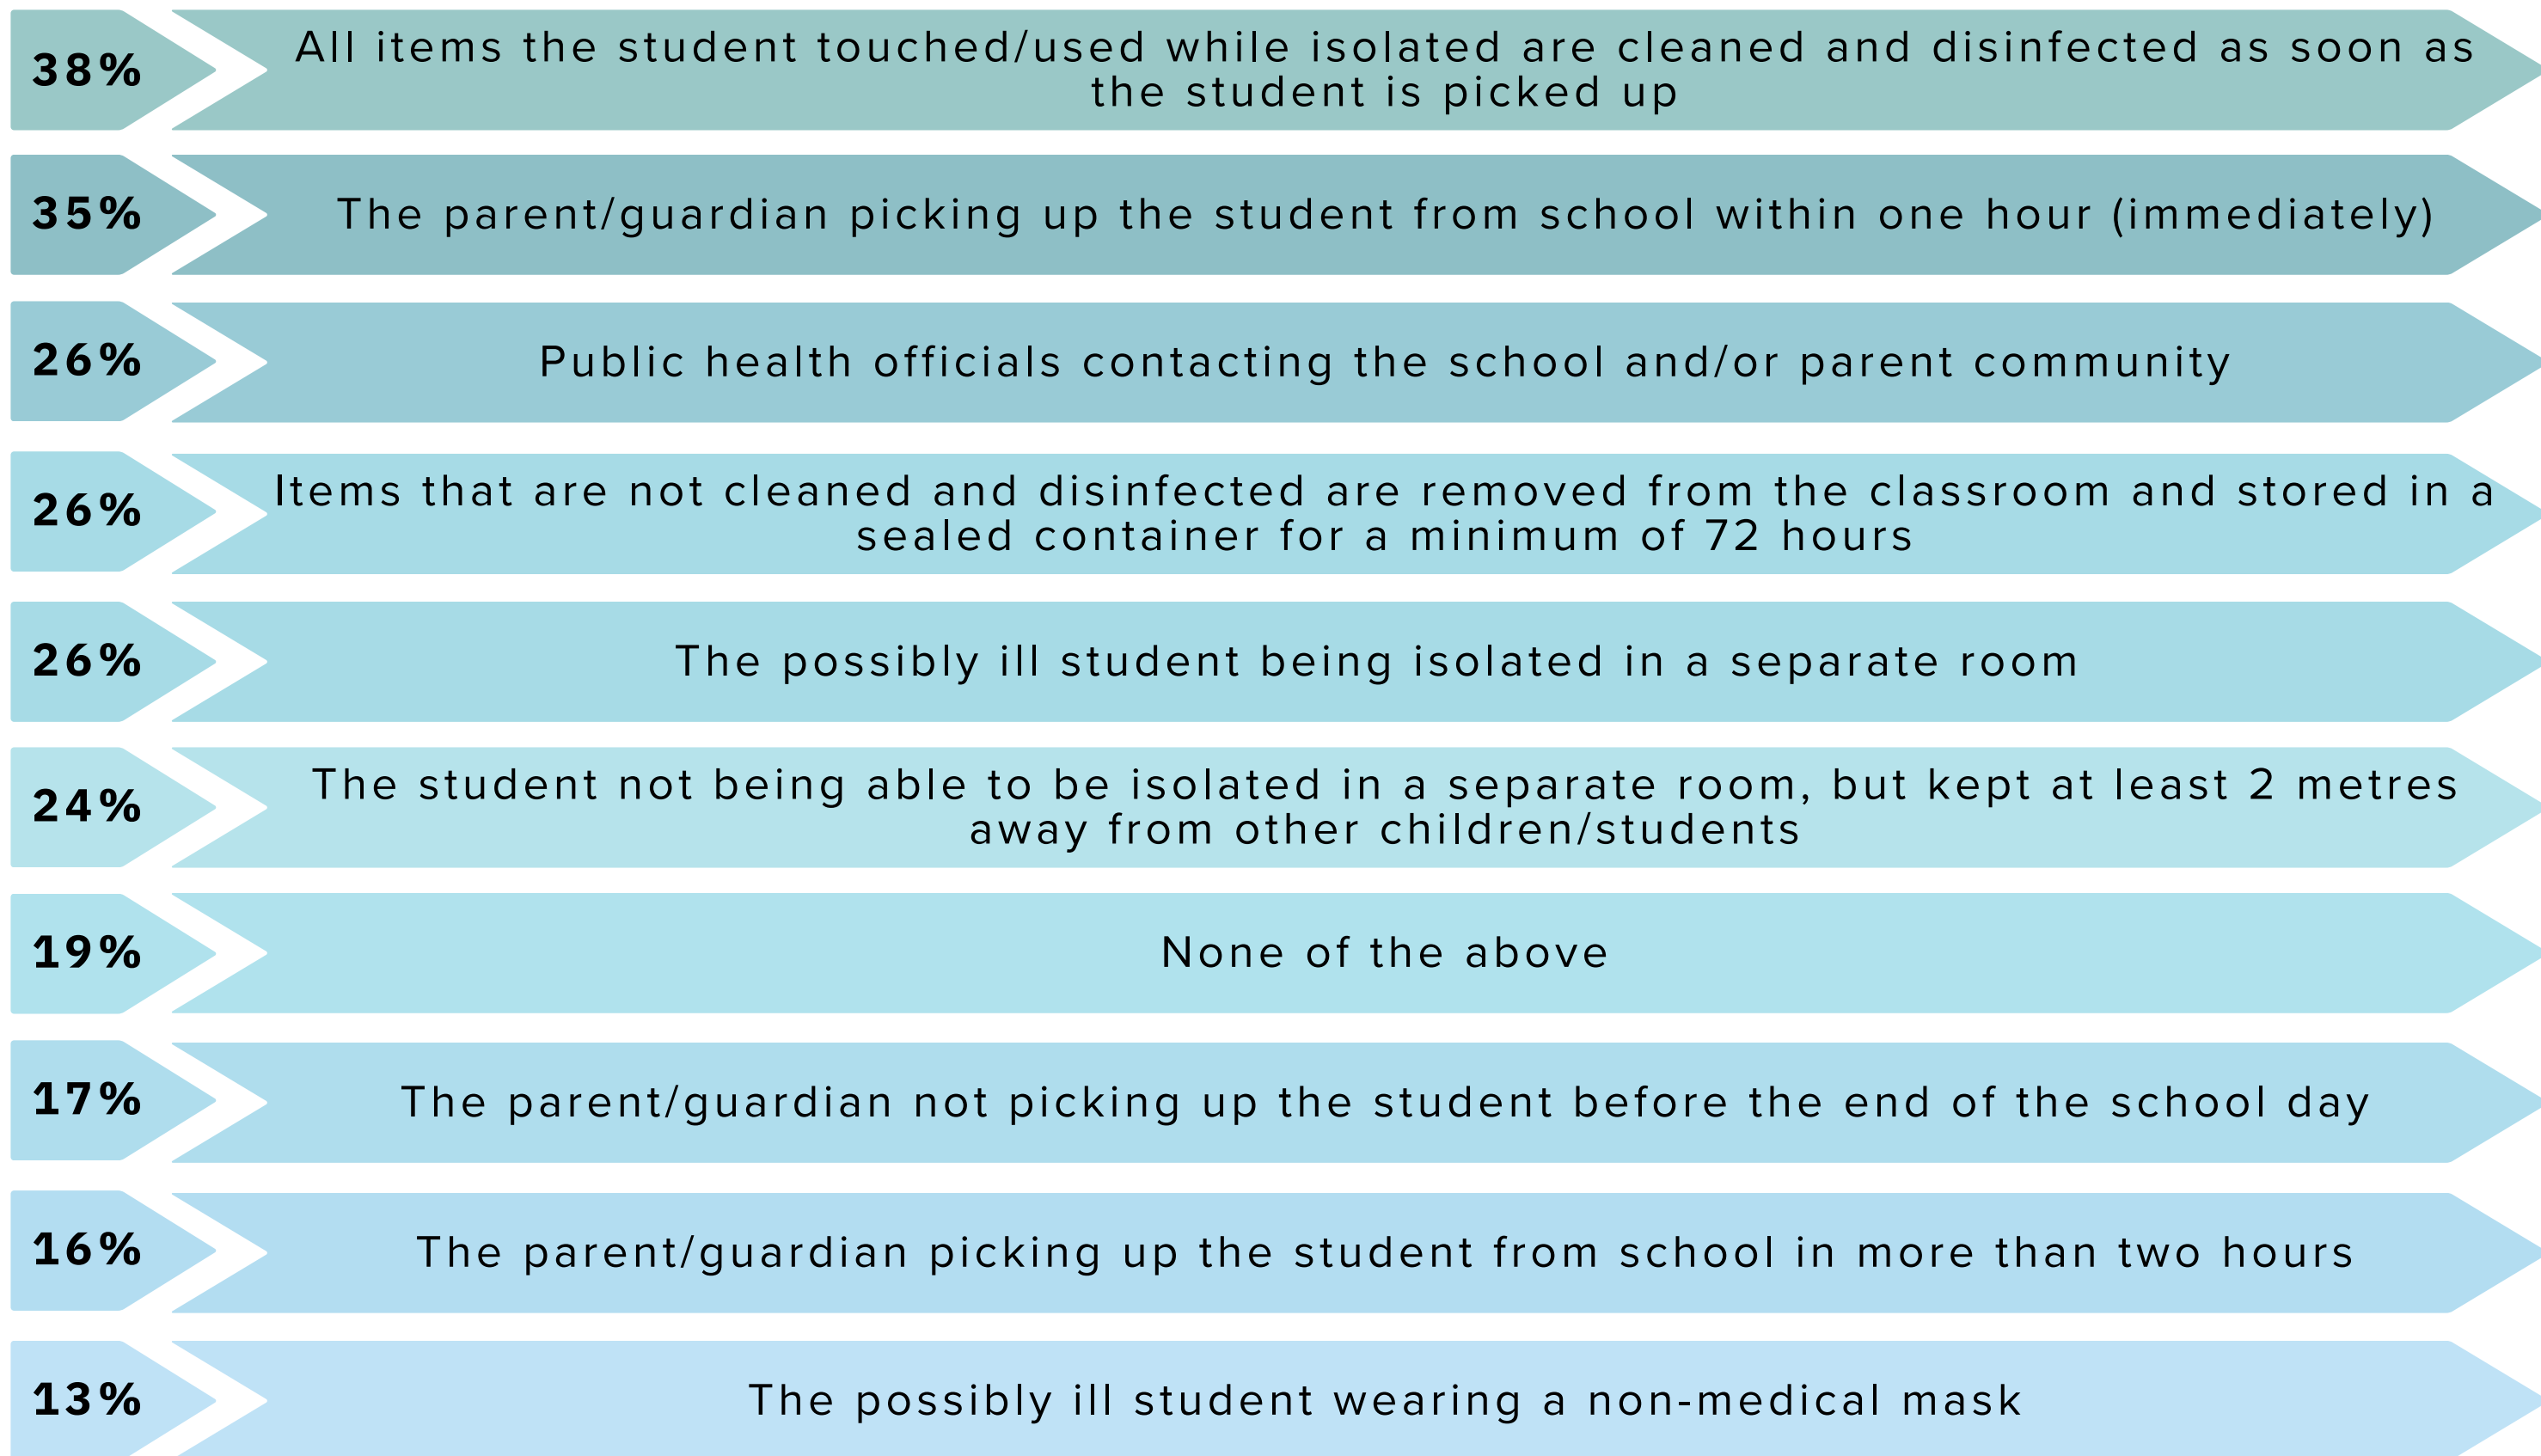 38%
All items the student touched/used while isolated are cleaned and disinfected as soon as
the student is picked up
35%
The parent/guardian picking up the student from school within one hour (immediately)
26%
Public health officials contacting the school and/or parent community
26%
Items that are not cleaned and disinfected are removed from the classroom and stored in a
sealed container for a minimum of 72 hours
26%
The possibly ill student being isolated in a separate room
24%
The student not being able to be isolated in a separate room, but kept at least 2 metres
away from other children/students
19%
None of the above
17%
The parent/guardian not picking up the student before the end of the school day
16%
The parent/guardian picking up the student from school in more than two hours
13%
The possibly ill student wearing a non-medical mask